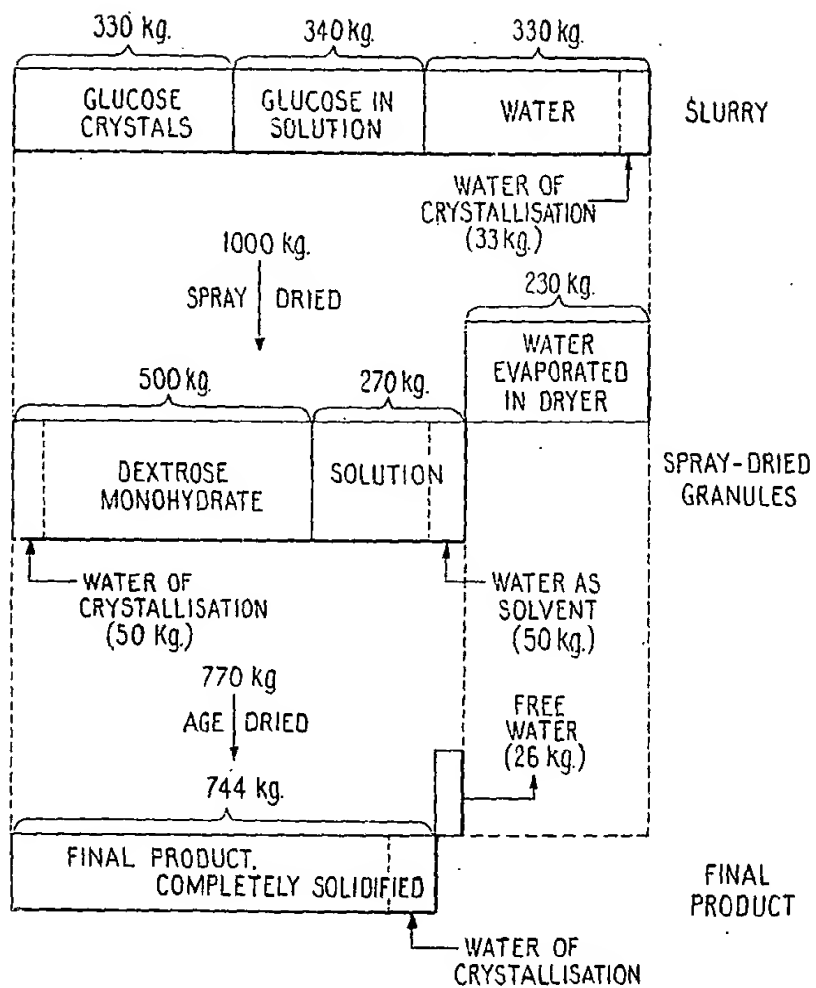 330 kg.
340 kg.
330 kg.
GLUCOSE
CRYSTALS
GLUCOSE IN
SOLUTION
WATER
SLURRY
WATER OF
CRYSTALLISATION
(33 kg.)
1000 kg.
SPRAY DRIED
230 kg.
WATER
EVAPORATED
IN DRYER
500 kg.
270 kg.
DEXTROSE
MONOHYDRATE
SOLUTION
SPRAY-DRIED
GRANULES
WATER OF
CRYSTALLISATION
(50 Kg.)
WATER AS
SOLVENT
(50 kg.)
770 kg
AGE DRIED
FREE
WATER
(26 kg.)
744 kg.
FINAL PRODUCT.
COMPLETELY SOLIDIFIED
FINAL
PRODUCT
WATER OF
CRYSTALLISATION